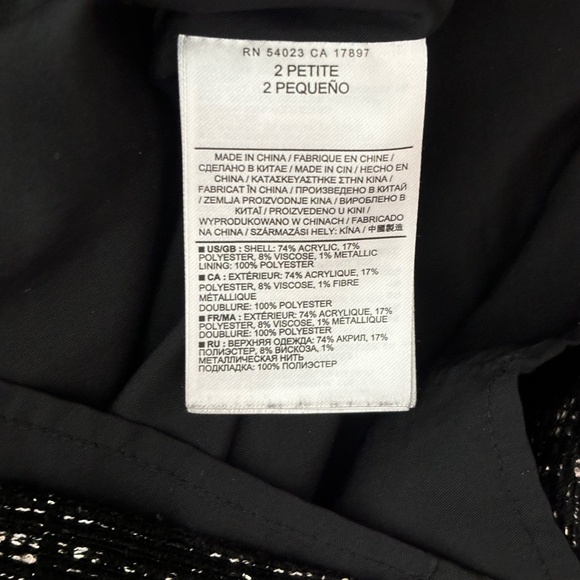 RN 54023 CA 17897
2 PETITE
2 PEQUEÑO
MADE IN CHINA / FABRIQUE EN CHINE /
СДЕЛАНО В КИТАЕ / MADE IN CIN / HECHO EN
CHINA / ΚΑΤΑΣΚΕΥΑΣΤΗΚΕ ΣΤΗΝ ΚΙΝΑ /
FABRICAT ÎN CHINA / ПРОИЗВЕДЕНО В КИТАЙ
/ ZEMLJA PROIZVODNJE KINA / ВИРОБЛЕНО В
КИТАЇ / PROIZVEDENO U KINI /
WYPRODUKOWANO W CHINACH / FABRICADO
NA CHINA / SZÁRMAZÁSI HELY: KÍNA / 中國製造
■ US/GB : SHELL: 74% ACRYLIC, 17%
POLYESTER, 8% VISCOSE, 1% METALLIC
LINING: 100% POLYESTER
■ CA : EXTÉRIEUR: 74% ACRYLIQUE, 17%
POLYESTER, 8% VISCOSE, 1% FIBRE
MÉTALLIQUE
DOUBLURE: 100% POLYESTER
■ FR/MA : EXTÉRIEUR: 74% ACRYLIQUE, 17%
POLYESTER, 8% VISCOSE, 1% METALLIQUE
DOUBLURE: 100% POLYESTER
■ RU : ВЕРХНЯЯ ОДЕЖДА: 74% АКРИЛ, 17%
ПОЛИЭСТЕР, 8% ВИСКОЗА, 1%
МЕТАЛЛИЧЕСКАЯ НИТЬ
ПОДКЛАДКА: 100% ПОЛИЭСТЕР